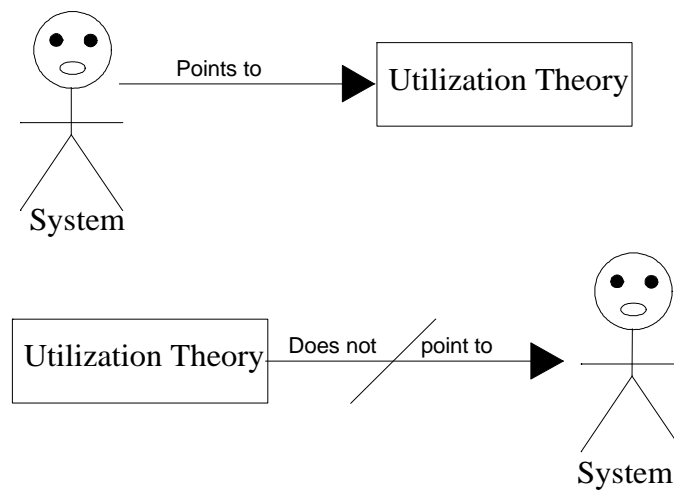 Points to
Utilization Theory
System
Utilization Theory
Does not point to
System